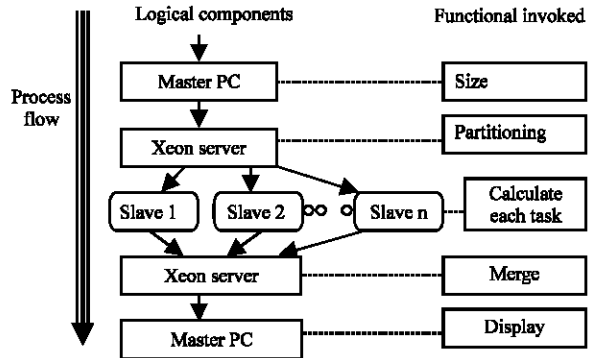 Logical components
Functional invoked
Process
flow
Master PC
Size
Xeon server
Partitioning
Slave 1
Slave 2
Slave n
Calculate
each task
Xeon server
Merge
Master PC
Display